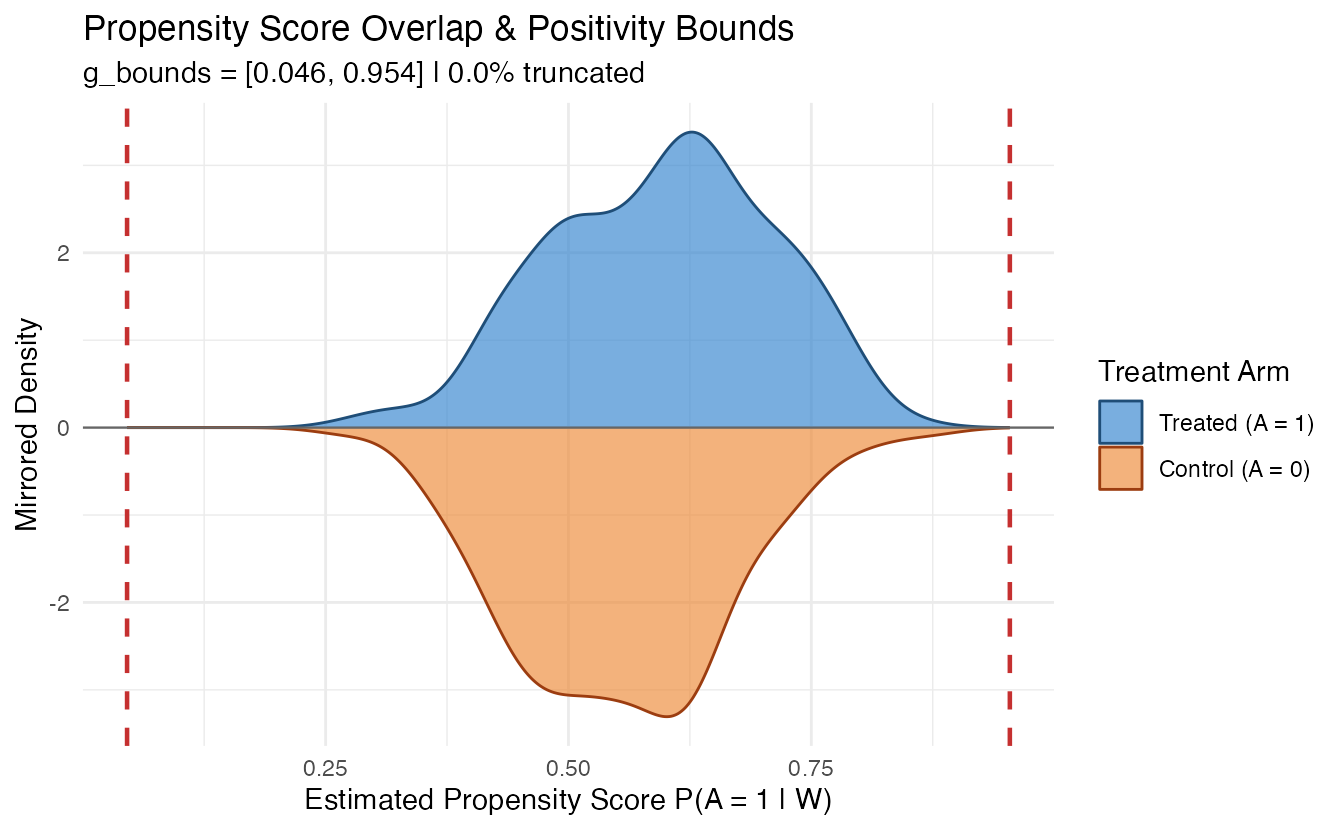 Propensity Score Overlap & Positivity Bounds
g_bounds = [0.046, 0.954] | 0.0% truncated
Mirrored Density
2
0
-2
0.25 0.50 0.75
Estimated Propensity Score P(A = 1 | W)
Treatment Arm
Treated (A = 1)
Control (A = 0)